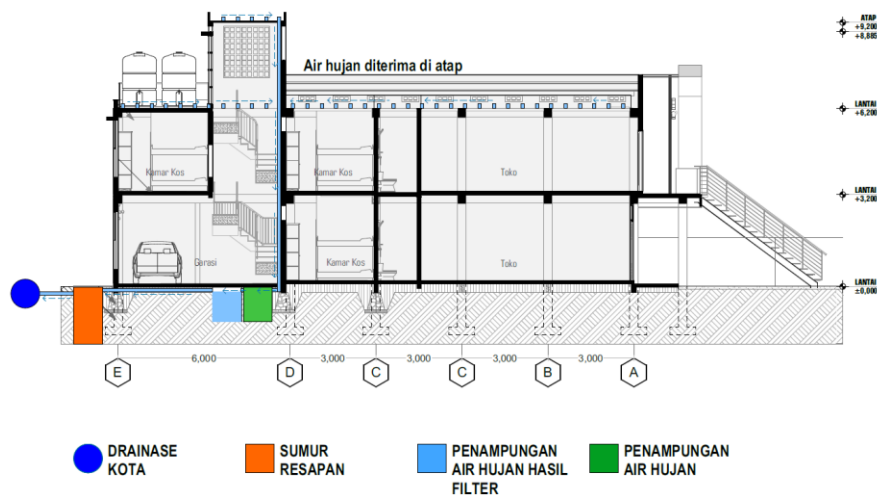 ATAP
+9,200
+8,885
Air hujan diterima di atap
LANTAI
+6,200
Kamar Kos
Kamar Kos
Toko
LANTAI
+3,200
Garasi
Kamar Kos
Toko
LANTAI
±0,000
6,000
3,000
3,000
3,000
3,000
E
D
C
C
B
A
DRAINASE
KOTA
SUMUR
RESAPAN
PENAMPUNGAN
AIR HUJAN HASIL
FILTER
PENAMPUNGAN
AIR HUJAN